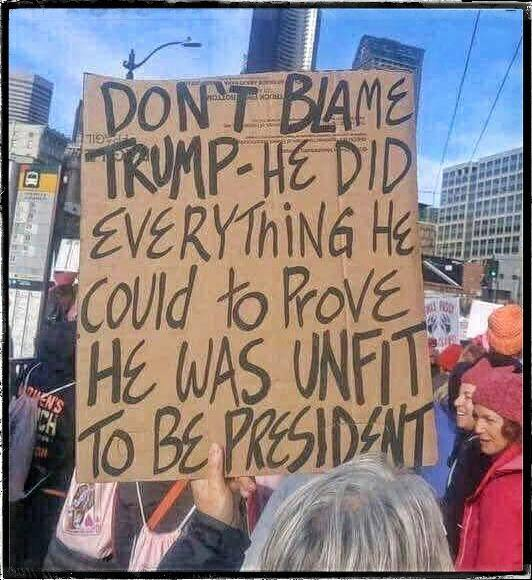 DON'T BLAME
TRUMP-HE DID
EVERYTHING HE
COULD to PROVE
HE WAS UNFIT
TO BE PRESIDENT